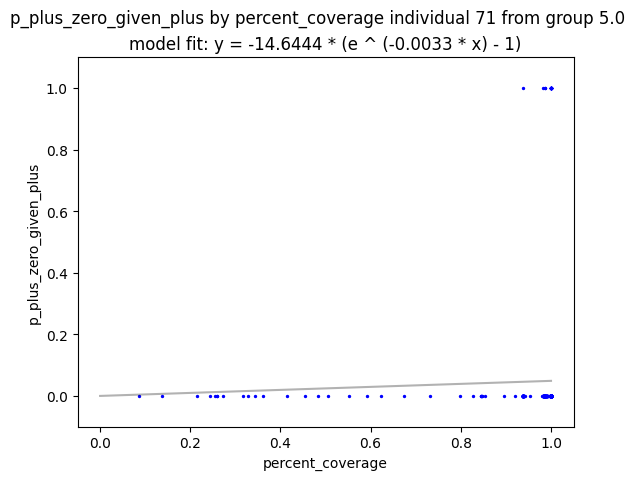 p_plus_zero_given_plus by percent_coverage individual 71 from group 5.0
model fit: y = -14.6444 * (e ^ (-0.0033 * x) - 1)
1.0
0.8
0.6
0.4
0.2
0.0
p_plus_zero_given_plus
0.0 0.2 0.4 0.6 0.8 1.0
percent_coverage